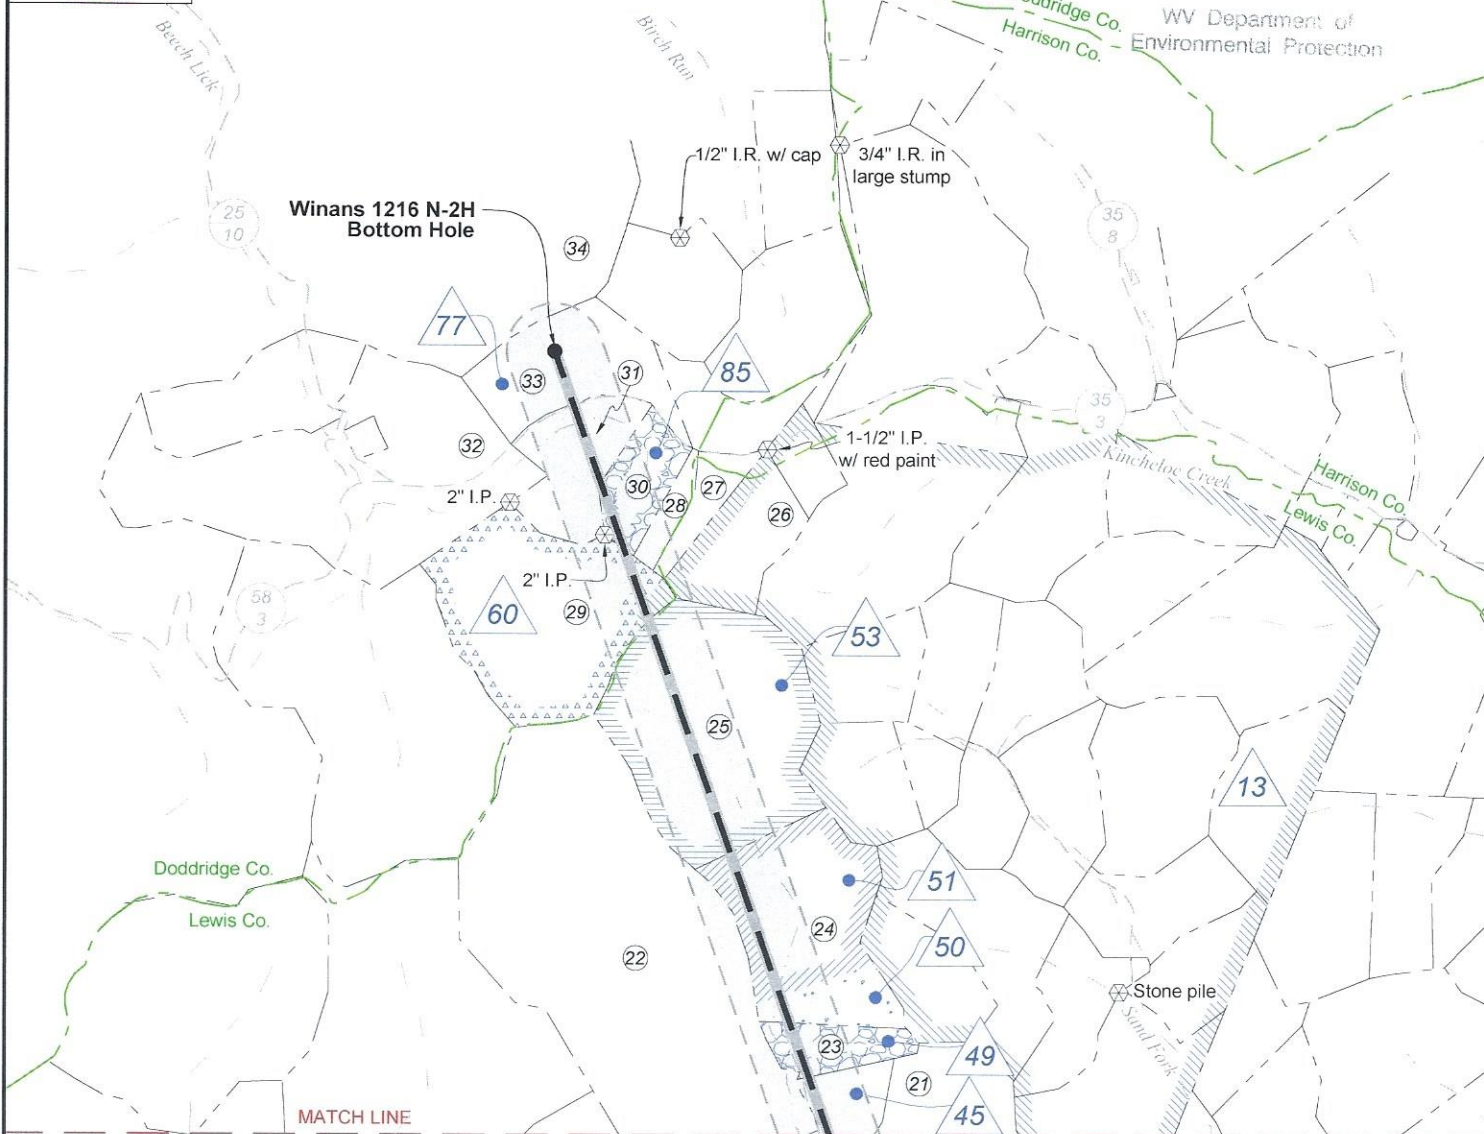 Doddridge Co.
Harrison Co.
WV Department of
Environmental Protection
Beech Lick
Birch Run
1/2" I.R. w/ cap
3/4" I.R. in
large stump
Winans 1216 N-2H
Bottom Hole
25
10
34
35
8
77
33
31
85
35
3
32
1-1/2" I.P.
w/ red paint
Kincheloe Creek
Harrison Co.
Lewis Co.
2" I.P.
30
28
27
26
2" I.P.
29
60
58
3
53
25
13
Doddridge Co.
Lewis Co.
51
24
50
22
Stone pile
Sand Fork
23
49
21
45
MATCH LINE